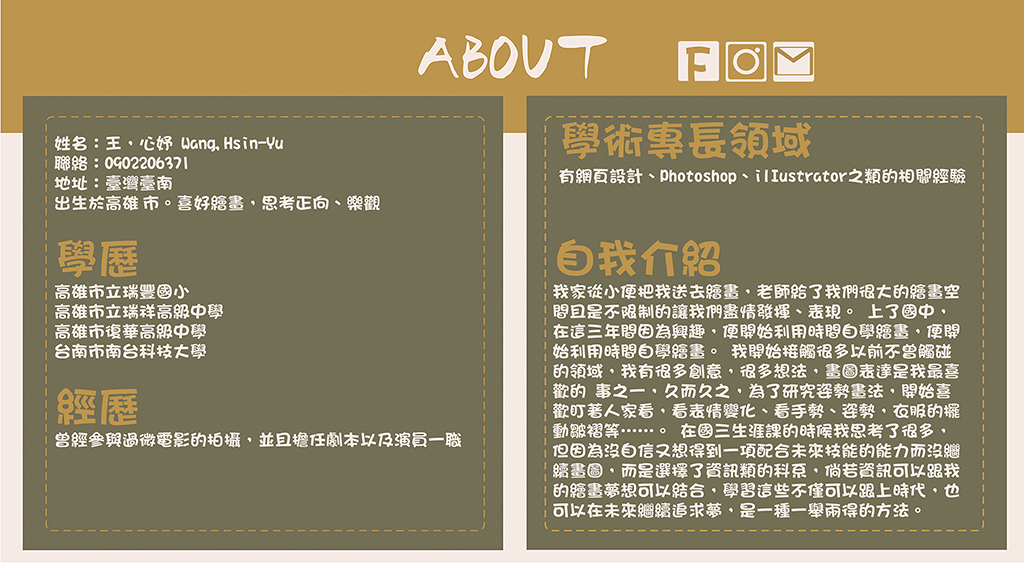 ABOUT
姓名：王，心妤 Wang,Hsin-Yu
聯絡：0902206371
地址：臺灣臺南
出生於高雄市。喜好繪畫，思考正向、樂觀
學歷
高雄市立瑞豐國小
高雄市立瑞祥高級中學
高雄市復華高級中學
台南市南台科技大學
經歷
曾經參與過微電影的拍攝，並且擔任劇本以及演員一職
學術專長領域
有網頁設計、Photoshop、illustrator之類的相關經驗
自我介紹
我家從小便把我送去繪畫，老師給了我們很大的繪畫空
間且是不限制的讓我們盡情發揮、表現。 上了國中，
在這三年間因為興趣，便開始利用時間自學繪畫，便開
始利用時間自學繪畫。 我開始接觸很多以前不曾觸碰
的領域，我有很多創意，很多想法，畫圖表達是我最喜
歡的 事之一，久而久之，為了研究姿勢畫法，開始喜
歡盯著人家看，看表情變化、看手勢、姿勢，衣服的擺
動皺褶等……。 在國三生涯課的時候我思考了很多，
但因為沒自信又想得到一項配合未來技能的能力而沒繼
續畫圖，而是選擇了資訊類的科系，倘若資訊可以跟我
的繪畫夢想可以結合，學習這些不僅可以跟上時代，也
可以在未來繼續追求夢，是一種一舉兩得的方法。